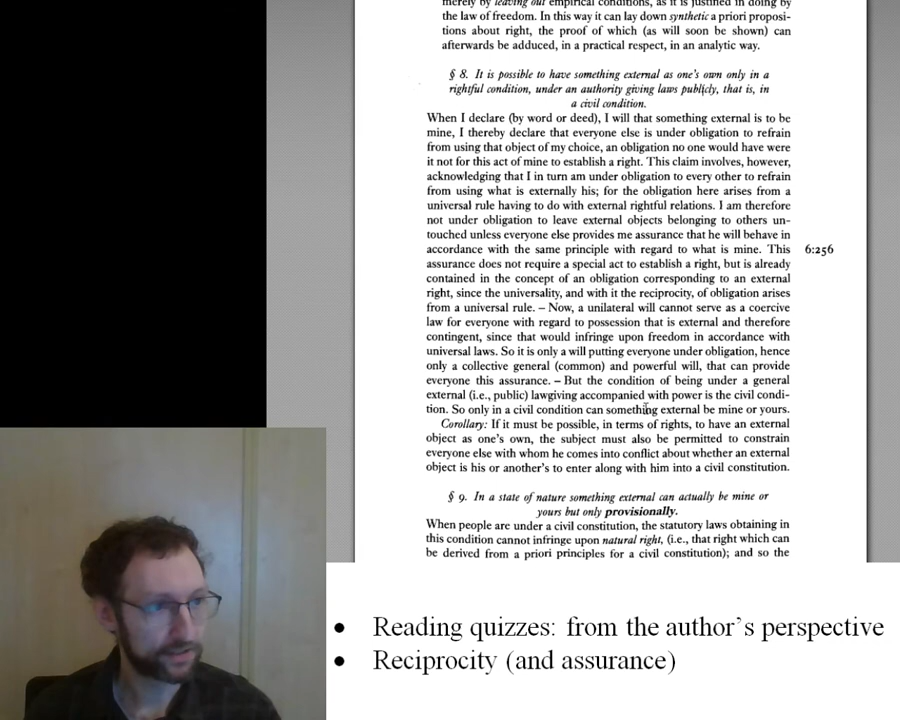 merely by leaving out empirical conditions, as it is justified in doing by
the law of freedom. In this way it can lay down synthetic a priori proposi-
tions about right, the proof of which (as will soon be shown) can
afterwards be adduced, in a practical respect, in an analytic way.
§ 8. It is possible to have something external as one's own only in a
rightful condition, under an authority giving laws publicly, that is, in
a civil condition.
When I declare (by word or deed), I will that something external is to be
mine, I thereby declare that everyone else is under obligation to refrain
from using that object of my choice, an obligation no one would have were
it not for this act of mine to establish a right. This claim involves, however,
acknowledging that I in turn am under obligation to every other to refrain
from using what is externally his; for the obligation here arises from a
universal rule having to do with external rightful relations. I am therefore
not under obligation to leave external objects belonging to others un-
touched unless everyone else provides me assurance that he will behave in
accordance with the same principle with regard to what is mine. This 6:256
assurance does not require a special act to establish a right, but is already
contained in the concept of an obligation corresponding to an external
right, since the universality, and with it the reciprocity, of obligation arises
from a universal rule. – Now, a unilateral will cannot serve as a coercive
law for everyone with regard to possession that is external and therefore
contingent, since that would infringe upon freedom in accordance with
universal laws. So it is only a will putting everyone under obligation, hence
only a collective general (common) and powerful will, that can provide
everyone this assurance. – But the condition of being under a general
external (i.e., public) lawgiving accompanied with power is the civil condi-
tion. So only in a civil condition can something external be mine or yours.
Corollary: If it must be possible, in terms of rights, to have an external
object as one's own, the subject must also be permitted to constrain
everyone else with whom he comes into conflict about whether an external
object is his or another's to enter along with him into a civil constitution.
§ 9. In a state of nature something external can actually be mine or
yours but only provisionally.
When people are under a civil constitution, the statutory laws obtaining in
this condition cannot infringe upon natural right, (i.e., that right which can
be derived from a priori principles for a civil constitution); and so the
• Reading quizzes: from the author's perspective
• Reciprocity (and assurance)